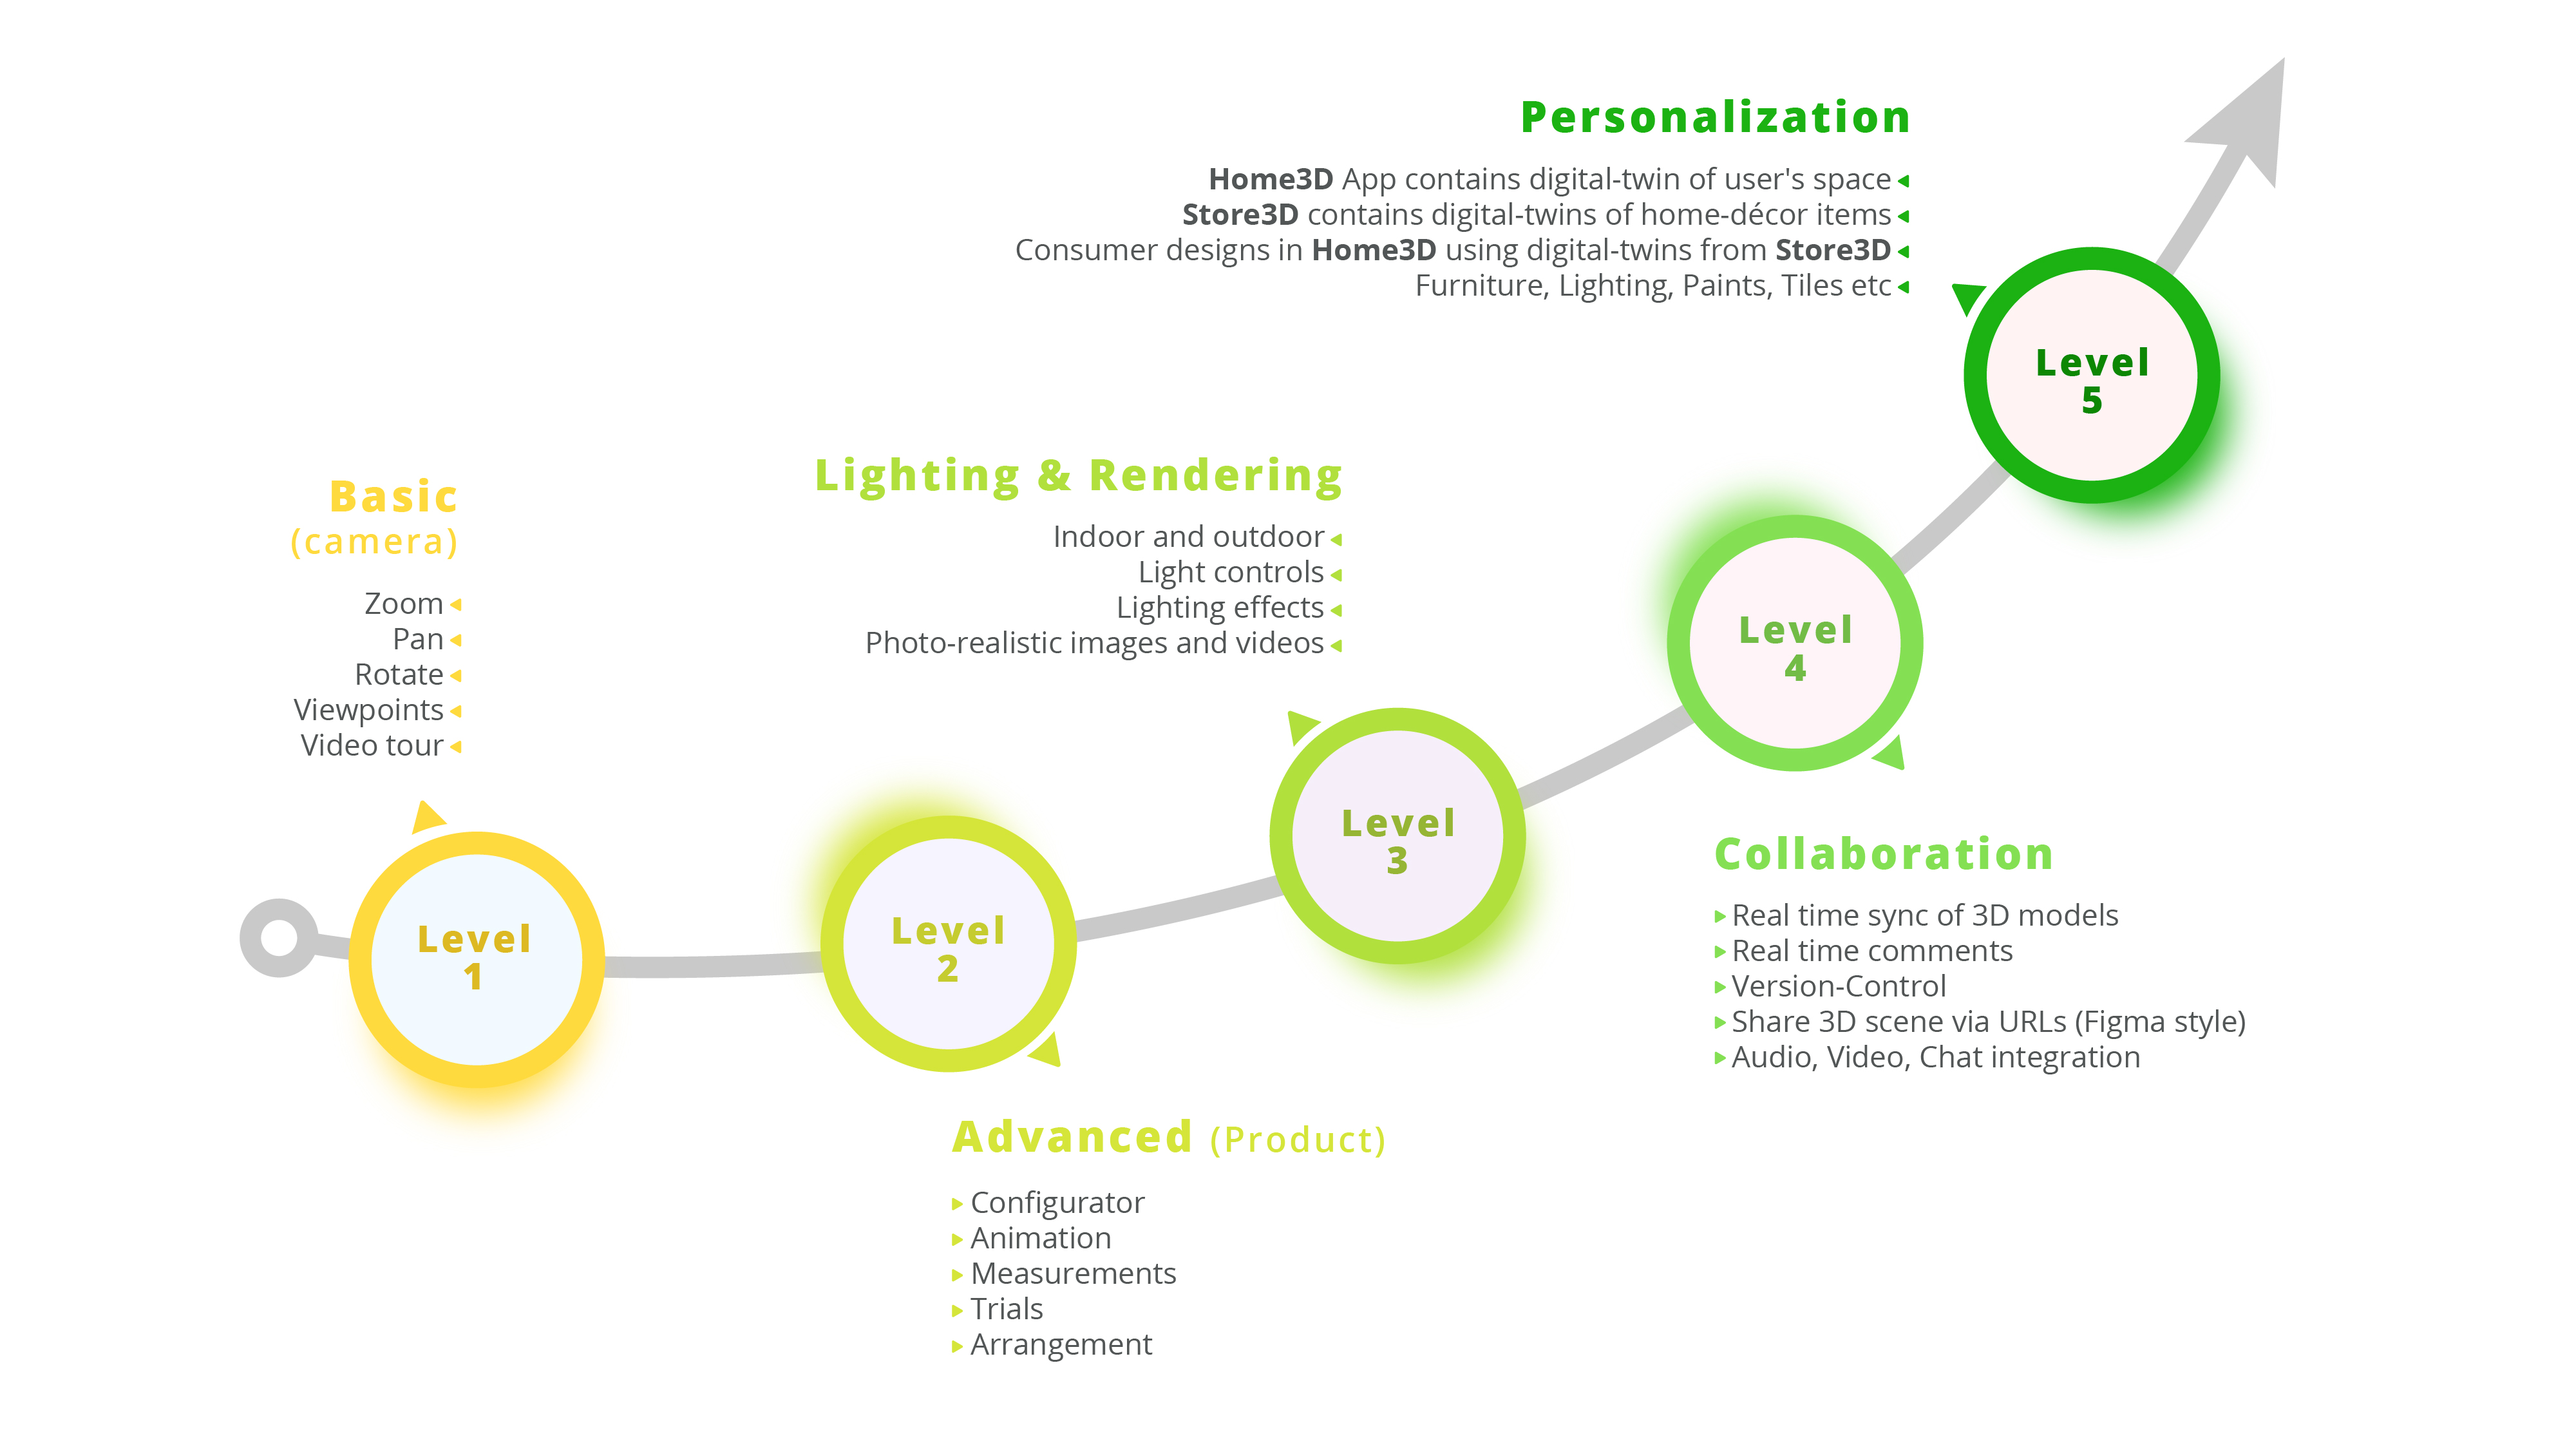 Personalization
Home3D App contains digital-twin of user's space
Store3D contains digital-twins of home-décor items
Consumer designs in Home3D using digital-twins from Store3D
Furniture, Lighting, Paints, Tiles etc
Level
5
Lighting & Rendering
Indoor and outdoor
Light controls
Lighting effects
Photo-realistic images and videos
Basic
(camera)
Zoom
Pan
Rotate
Viewpoints
Video tour
Level
4
Level
3
Level
2
Level
1
Collaboration
Real time sync of 3D models
Real time comments
Version-Control
Share 3D scene via URLs (Figma style)
Audio, Video, Chat integration
Advanced (Product)
Configurator
Animation
Measurements
Trials
Arrangement